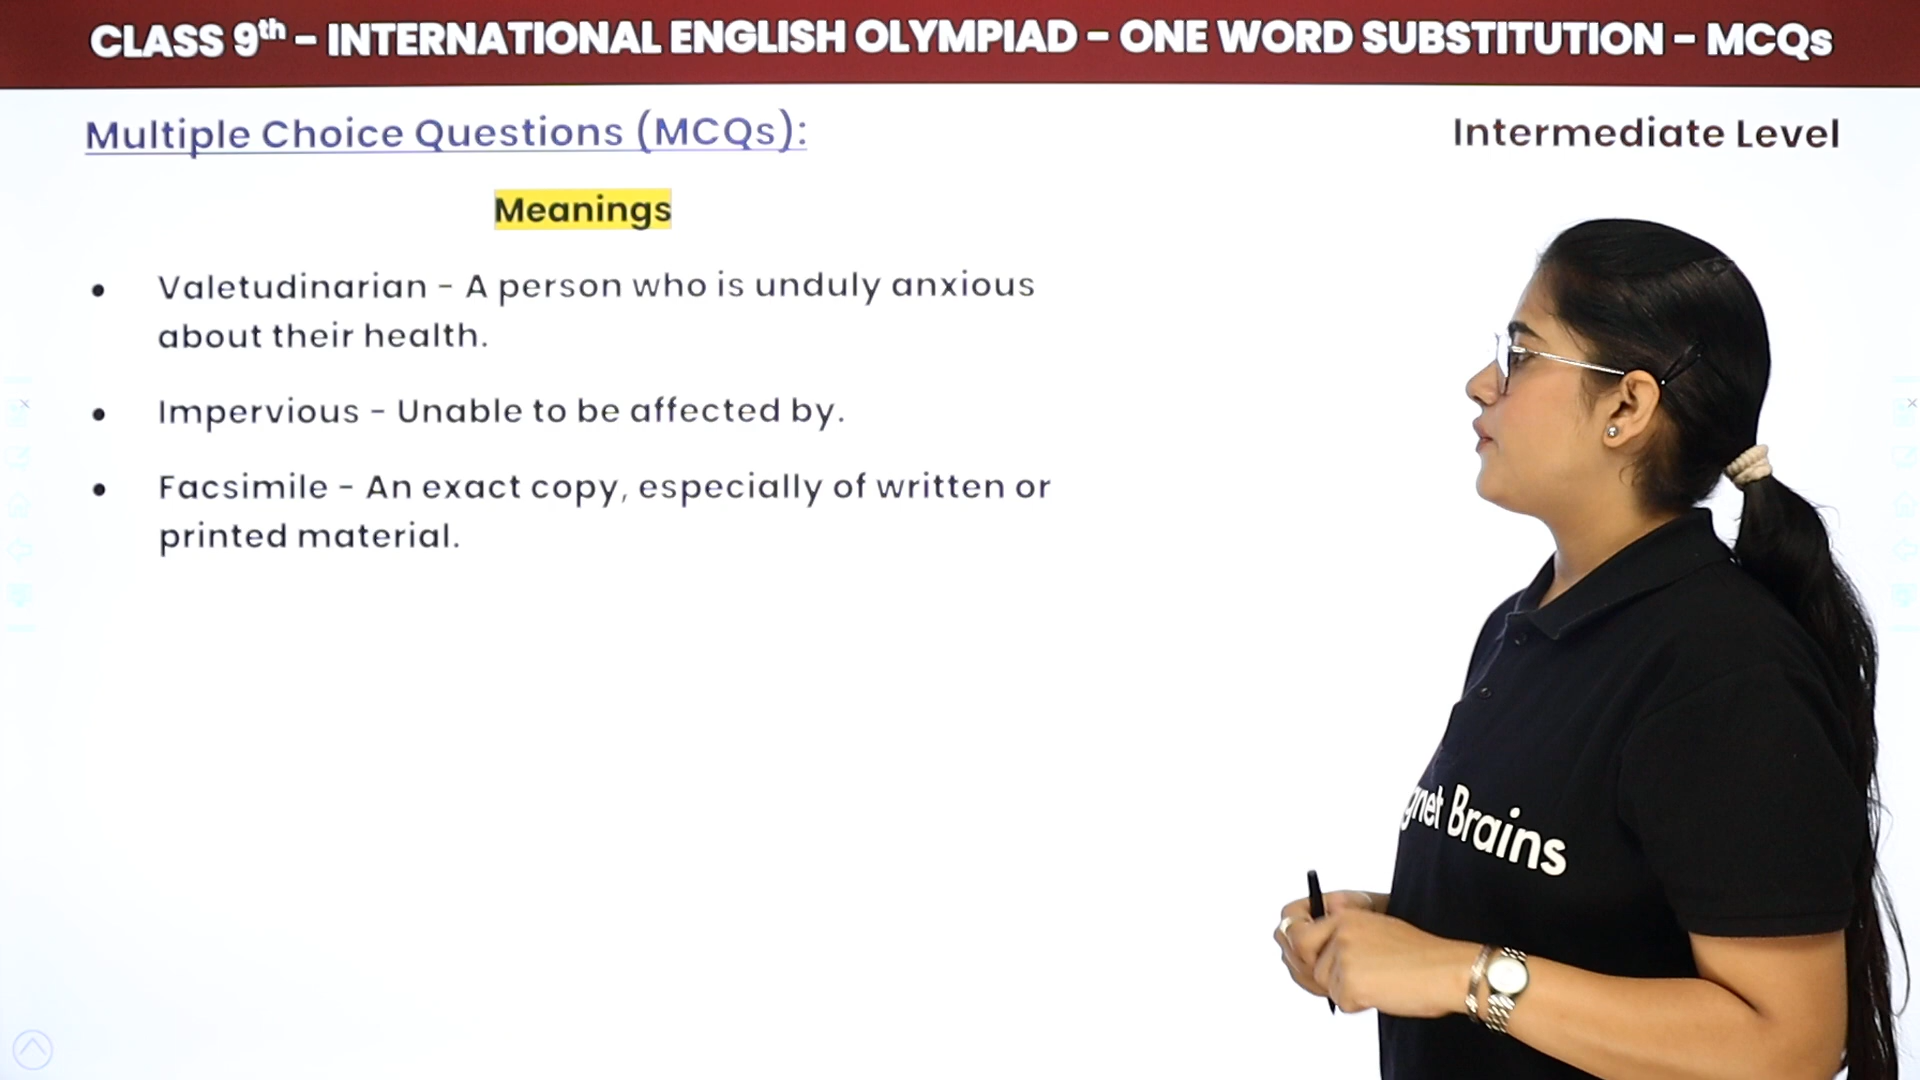 CLASS 9th - INTERNATIONAL ENGLISH OLYMPIAD - ONE WORD SUBSTITUTION - MCQs
Multiple Choice Questions (MCQs):
Intermediate Level
Meanings
• Valetudinarian - A person who is unduly anxious
about their health.
• Impervious - Unable to be affected by.
• Facsimile - An exact copy, especially of written or
printed material.
gnet Brains